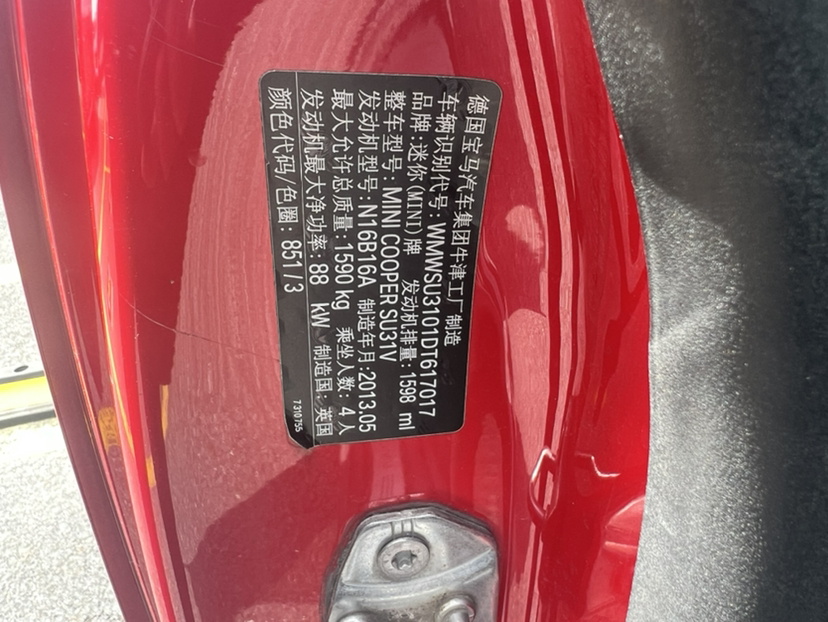 德国宝马汽车集团牛津工厂制造
车辆识别代号: WMWSU3101DT617017
品牌:迷你(MINI)牌 发动机排量: 1598 ml
整车型号: MINI COOPER SU31V
发动机型号: N16B16A 制造年月:2013.05
最大允许总质量: 1590 kg 乘坐人数: 4 人
发动机最大净功率: 88 kW 制造国: 英国
颜色代码/色圈: 851/3
7310755